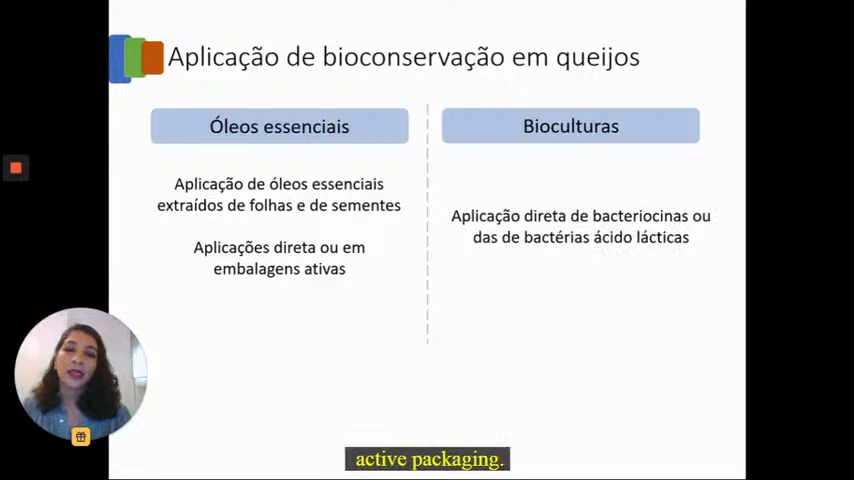 Aplicação de bioconservação em queijos
Óleos essenciais
Aplicação de óleos essenciais
extraídos de folhas e de sementes
Aplicações direta ou em
embalagens ativas
Bioculturas
Aplicação direta de bacteriocinas ou
das de bactérias ácido lácticas
active packaging.